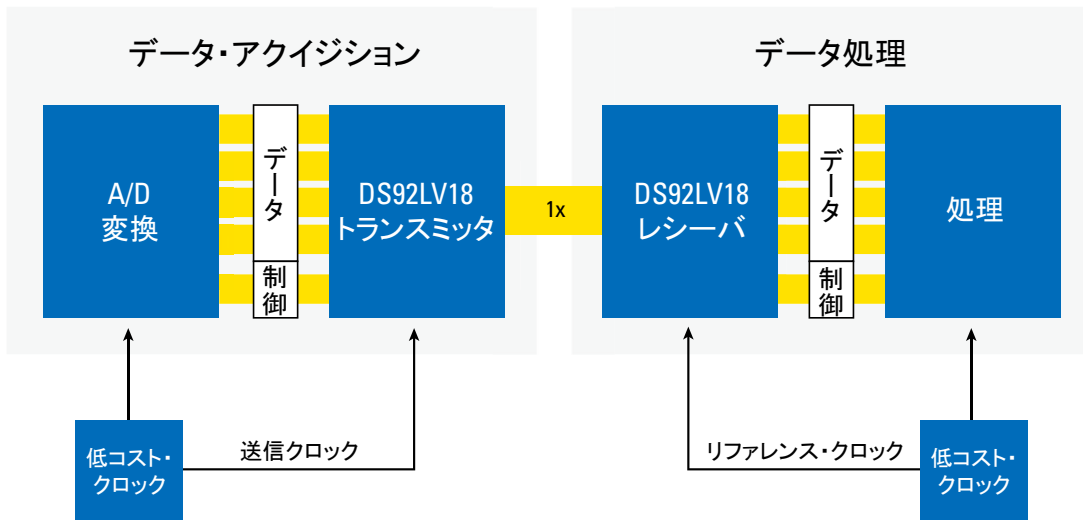 データ・アクイジション
データ処理
A/D
変換
データ
制御
DS92LV18
トランスミッタ
1x
DS92LV18
レシーバ
データ
制御
処理
低コスト・
クロック
送信クロック
リファレンス・クロック
低コスト・
クロック